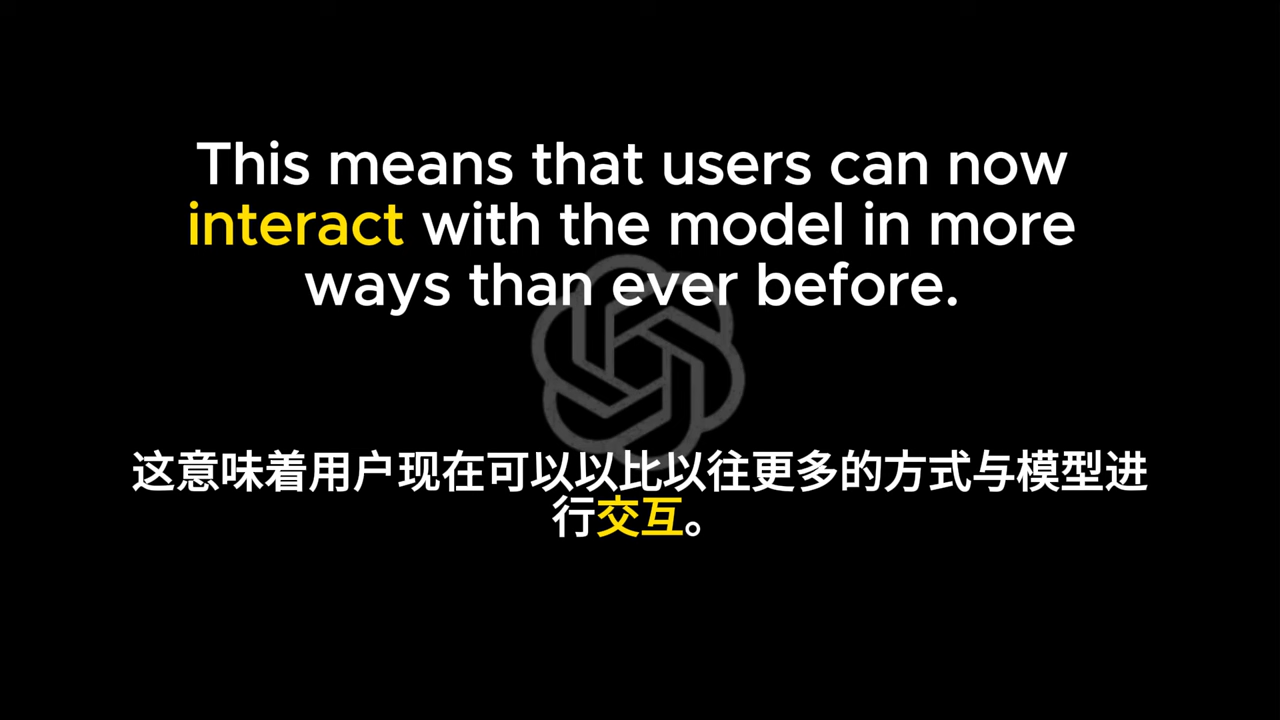 This means that users can now
interact with the model in more
ways than ever before.
这意味着用户现在可以以比以往更多的方式与模型进
行交互。